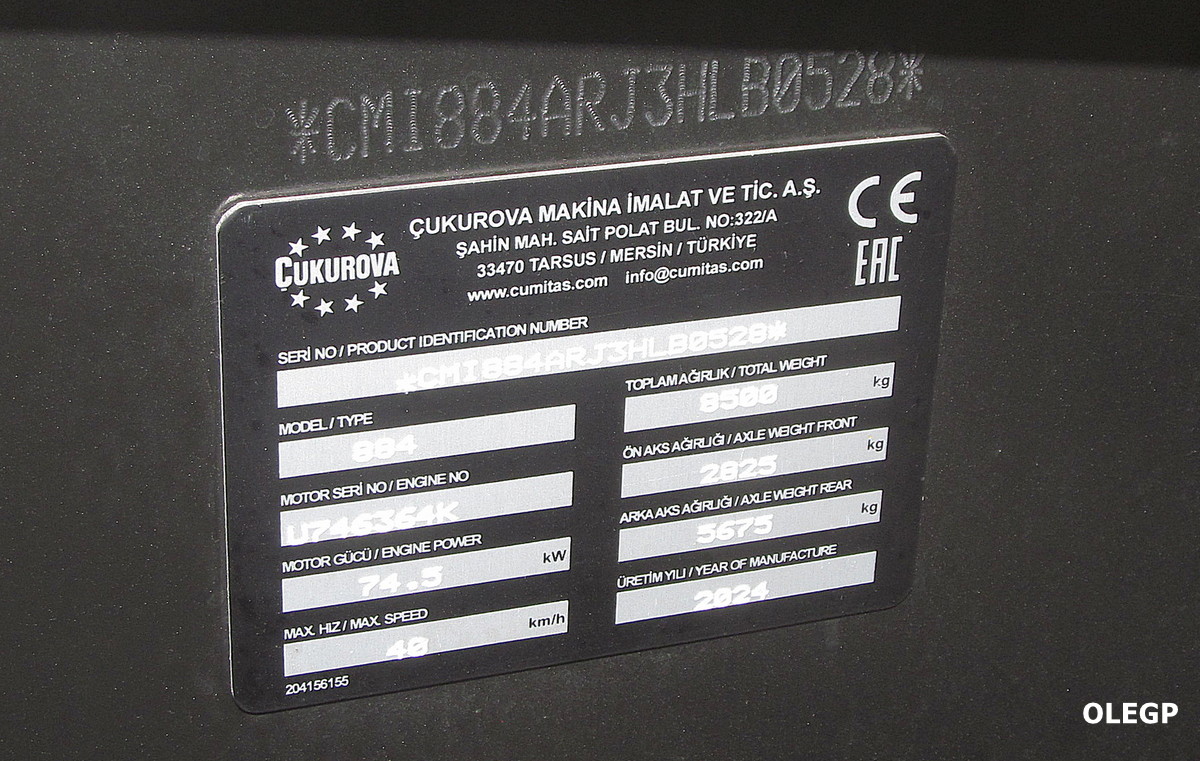 *CMI884ARJ3HLB0528*
ÇUKUROVA
ÇUKUROVA MAKİNA İMALAT VE TİC. A.Ş.
ŞAHİN MAH. SAİT POLAT BUL. NO:322/A
33470 TARSUS / MERSİN / TÜRKİYE
www.cumitas.com info@cumitas.com
CE
EAC
SERİ NO / PRODUCT IDENTIFICATION NUMBER
*CMI884ARJ3HLB0528*
MODEL / TYPE
884
MOTOR SERİ NO / ENGINE NO
U746364K
MOTOR GÜCÜ / ENGINE POWER
74.5 kW
MAX. HIZ / MAX. SPEED
40 km/h
204156155
TOPLAM AĞIRLIK / TOTAL WEIGHT
8500 kg
ÖN AKS AĞIRLIĞI / AXLE WEIGHT FRONT
2825 kg
ARKA AKS AĞIRLIĞI / AXLE WEIGHT REAR
5675 kg
ÜRETİM YILI / YEAR OF MANUFACTURE
2024
OLEGP